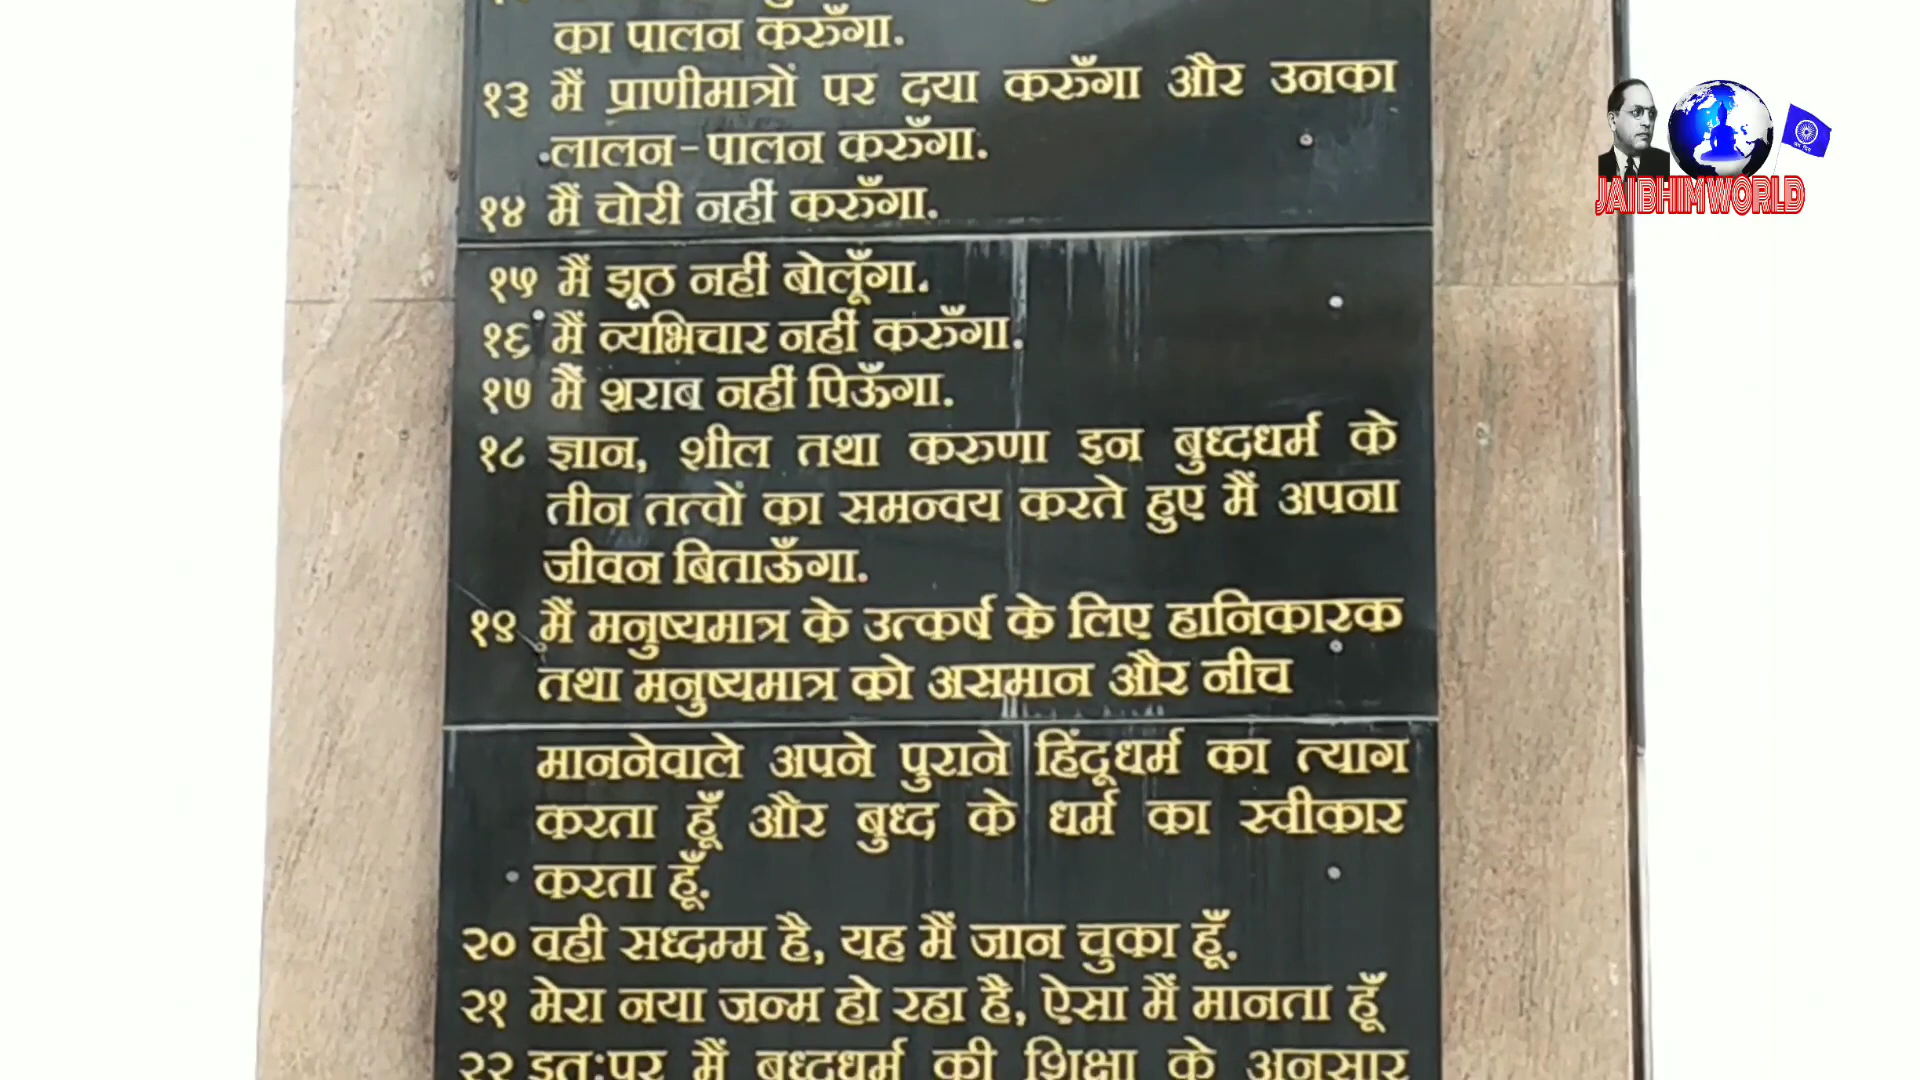 का पालन करुँगा.
१३ मैं प्राणीमात्रों पर दया करुँगा और उनका
लालन-पालन करुँगा.
१४ मैं चोरी नहीं करुँगा.
१५ मैं झूठ नहीं बोलूँगा.
१६ मैं व्यभिचार नहीं करुँगा.
१७ मैं शराब नहीं पिऊँगा.
१८ ज्ञान, शील तथा करुणा इन बुध्दधर्म के
तीन तत्वों का समन्वय करते हुए मैं अपना
जीवन बिताऊँगा.
१९ मैं मनुष्यमात्र के उत्कर्ष के लिए हानिकारक
तथा मनुष्यमात्र को असमान और नीच
माननेवाले अपने पुराने हिंदूधर्म का त्याग
करता हूँ और बुध्द के धर्म का स्वीकार
करता हूँ.
२० वही सध्दम्म है, यह मैं जान चुका हूँ.
२१ मेरा नया जन्म हो रहा है, ऐसा मैं मानता हूँ
२२ इतःपर मैं बुध्दधर्म की शिक्षा के अनुसार
JAI BHIM WORLD